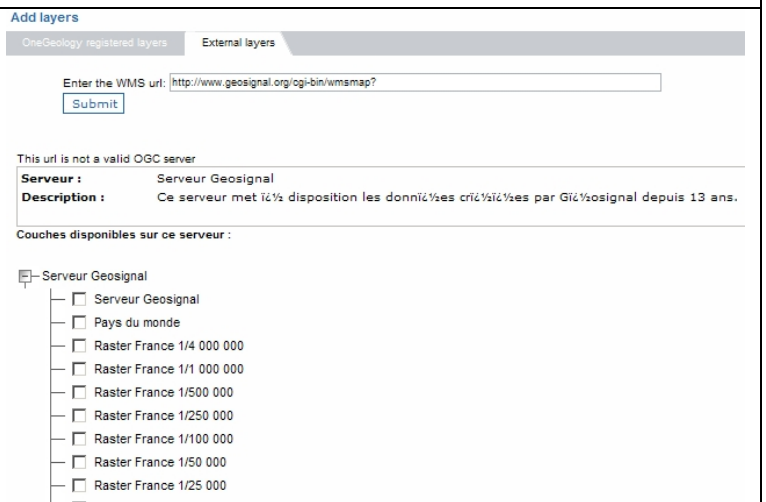 Add layers
OneGeology registered layers External layers
Enter the WMS url: http://www.geosignal.org/cgi-bin/wmsmap?
Submit
This url is not a valid OGC server
Serveur : Serveur Geosignal
Description : Ce serveur met ï¿½ disposition les donnï¿½es crï¿½ï¿½es par Gï¿½osignal depuis 13 ans.
Couches disponibles sur ce serveur :
Serveur Geosignal
Serveur Geosignal
Pays du monde
Raster France 1/4 000 000
Raster France 1/1 000 000
Raster France 1/500 000
Raster France 1/250 000
Raster France 1/100 000
Raster France 1/50 000
Raster France 1/25 000